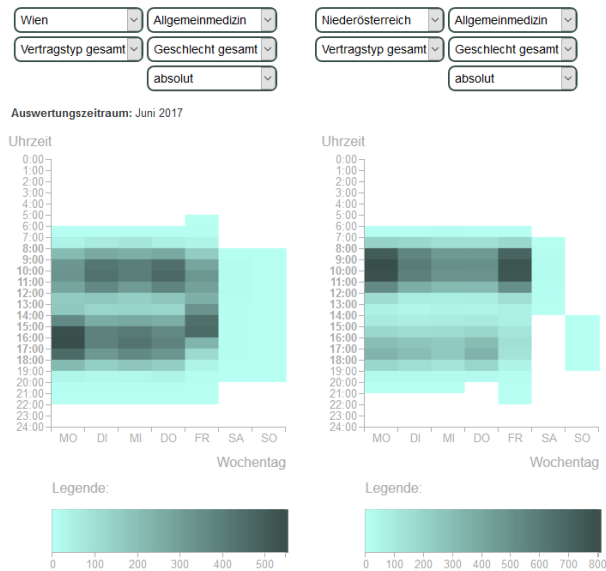 Wien Allgemeinmedizin Niederösterreich Allgemeinmedizin
Vertragstyp gesamt Geschlecht gesamt Vertragstyp gesamt Geschlecht gesamt
absolut absolut
Auswertungszeitraum: Juni 2017
Uhrzeit Uhrzeit
0:00 0:00
1:00 1:00
2:00 2:00
3:00 3:00
4:00 4:00
5:00 5:00
6:00 6:00
7:00 7:00
8:00 8:00
9:00 9:00
10:00 10:00
11:00 11:00
12:00 12:00
13:00 13:00
14:00 14:00
15:00 15:00
16:00 16:00
17:00 17:00
18:00 18:00
19:00 19:00
20:00 20:00
21:00 21:00
22:00 22:00
23:00 23:00
24:00 24:00
MO DI MI DO FR SA SO MO DI MI DO FR SA SO
Wochentag Wochentag
Legende: Legende:
0 100 200 300 400 500 0 100 200 300 400 500 600 700 800